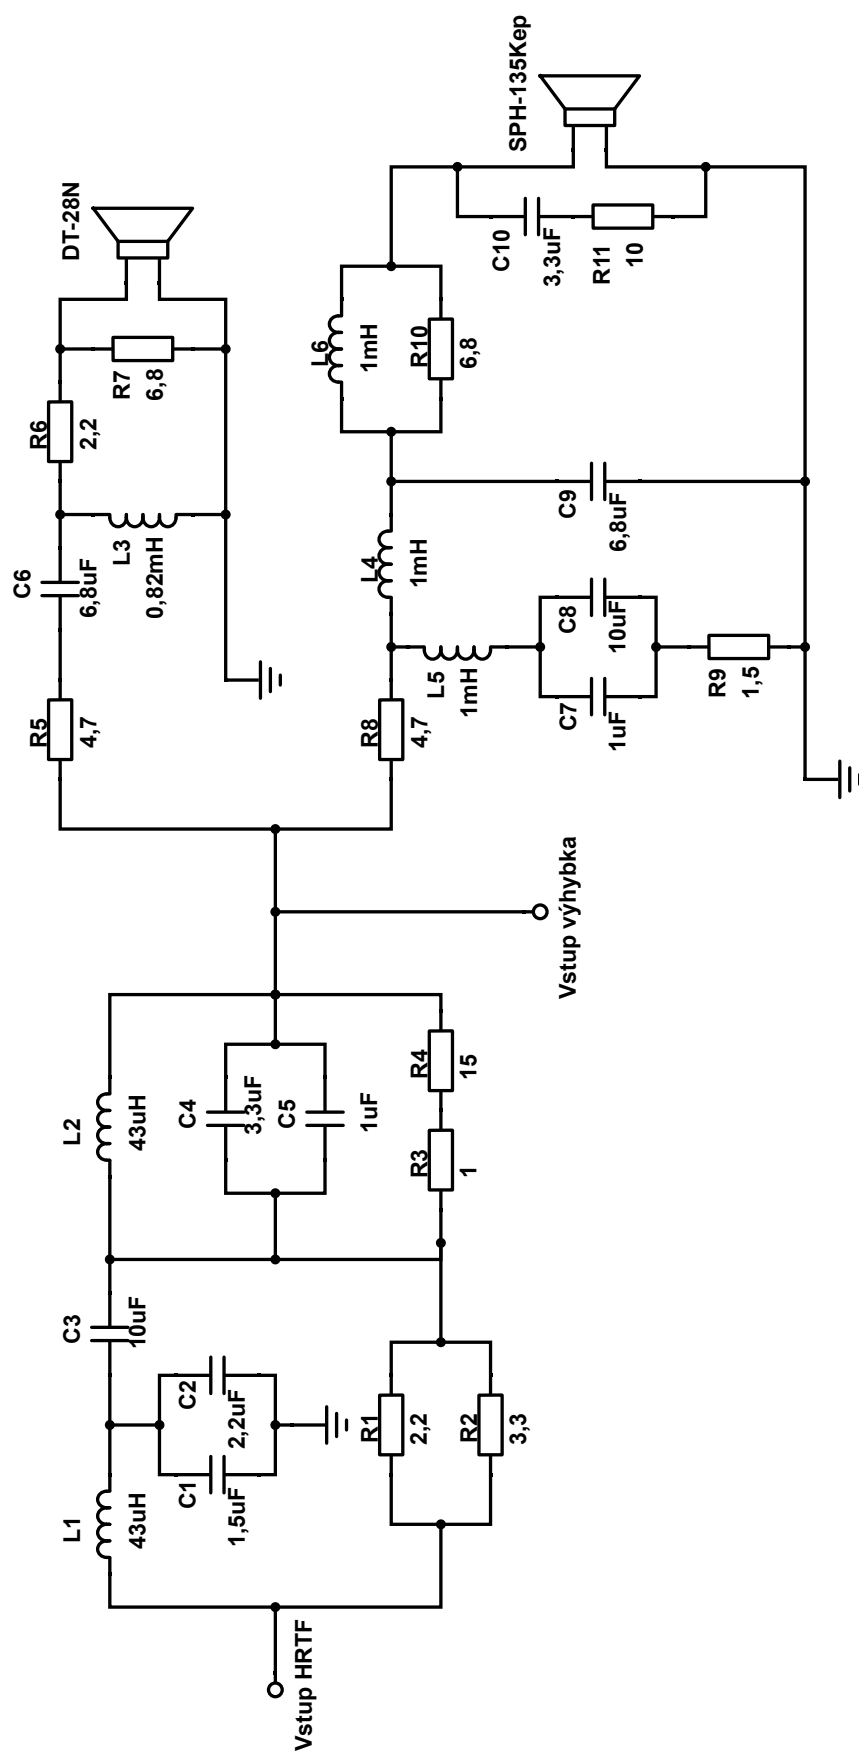 Vstup HRTF
L1
43uH
C1
1,5uF
C2
2,2uF
C3
10uF
R1
2,2
R2
3,3
L2
43uH
C4
3,3uF
C5
1uF
R3
1
R4
15
Vstup výhybka
R5
4,7
C6
6,8uF
L3
0,82mH
R6
2,2
R7
6,8
DT-28N
R8
4,7
L5
1mH
C7
1uF
C8
10uF
R9
1,5
L4
1mH
C9
6,8uF
L6
1mH
R10
6,8
C10
3,3uF
R11
10
SPH-135Kep